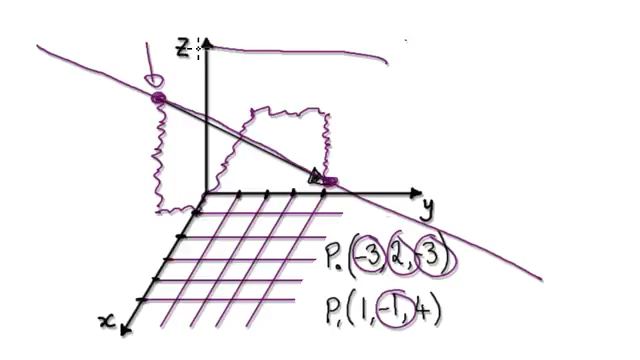 Z
y
P₀(-3, 2, -3)
P₁(1, -1, 4)
x